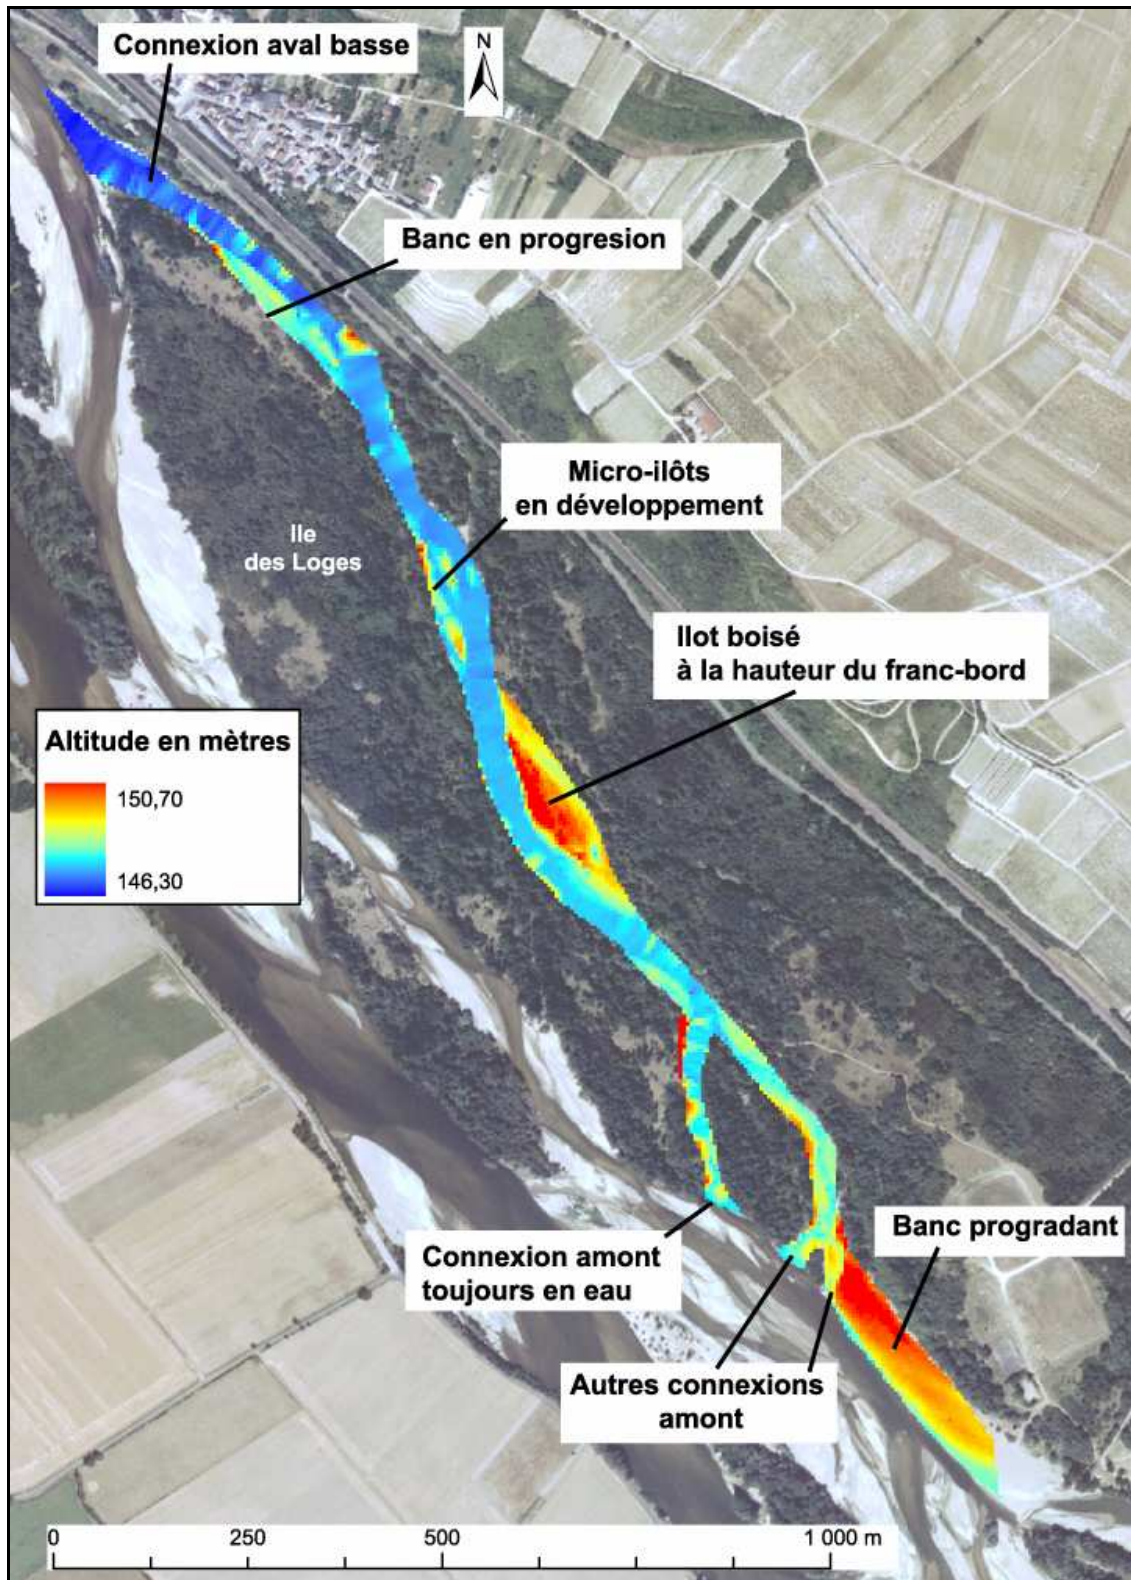 Connexion aval basse
N
Banc en progresion
Micro-ilôts
en développement
Ile
des Loges
Ilot boisé
à la hauteur du franc-bord
Altitude en mètres
150,70
146,30
Banc progradant
Connexion amont
toujours en eau
Autres connexions
amont
0 250 500 1 000 m